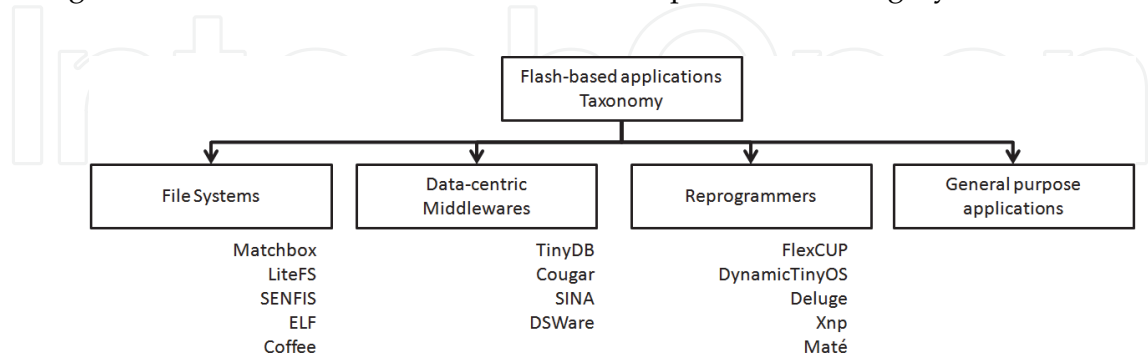 Flash-based applications
Taxonomy
File Systems
Data-centric
Middlewares
Reprogrammers
General purpose
applications
Matchbox
LiteFS
SENFIS
ELF
Coffee
TinyDB
Cougar
SINA
DSWare
FlexCUP
DynamicTinyOS
Deluge
Xnp
Maté